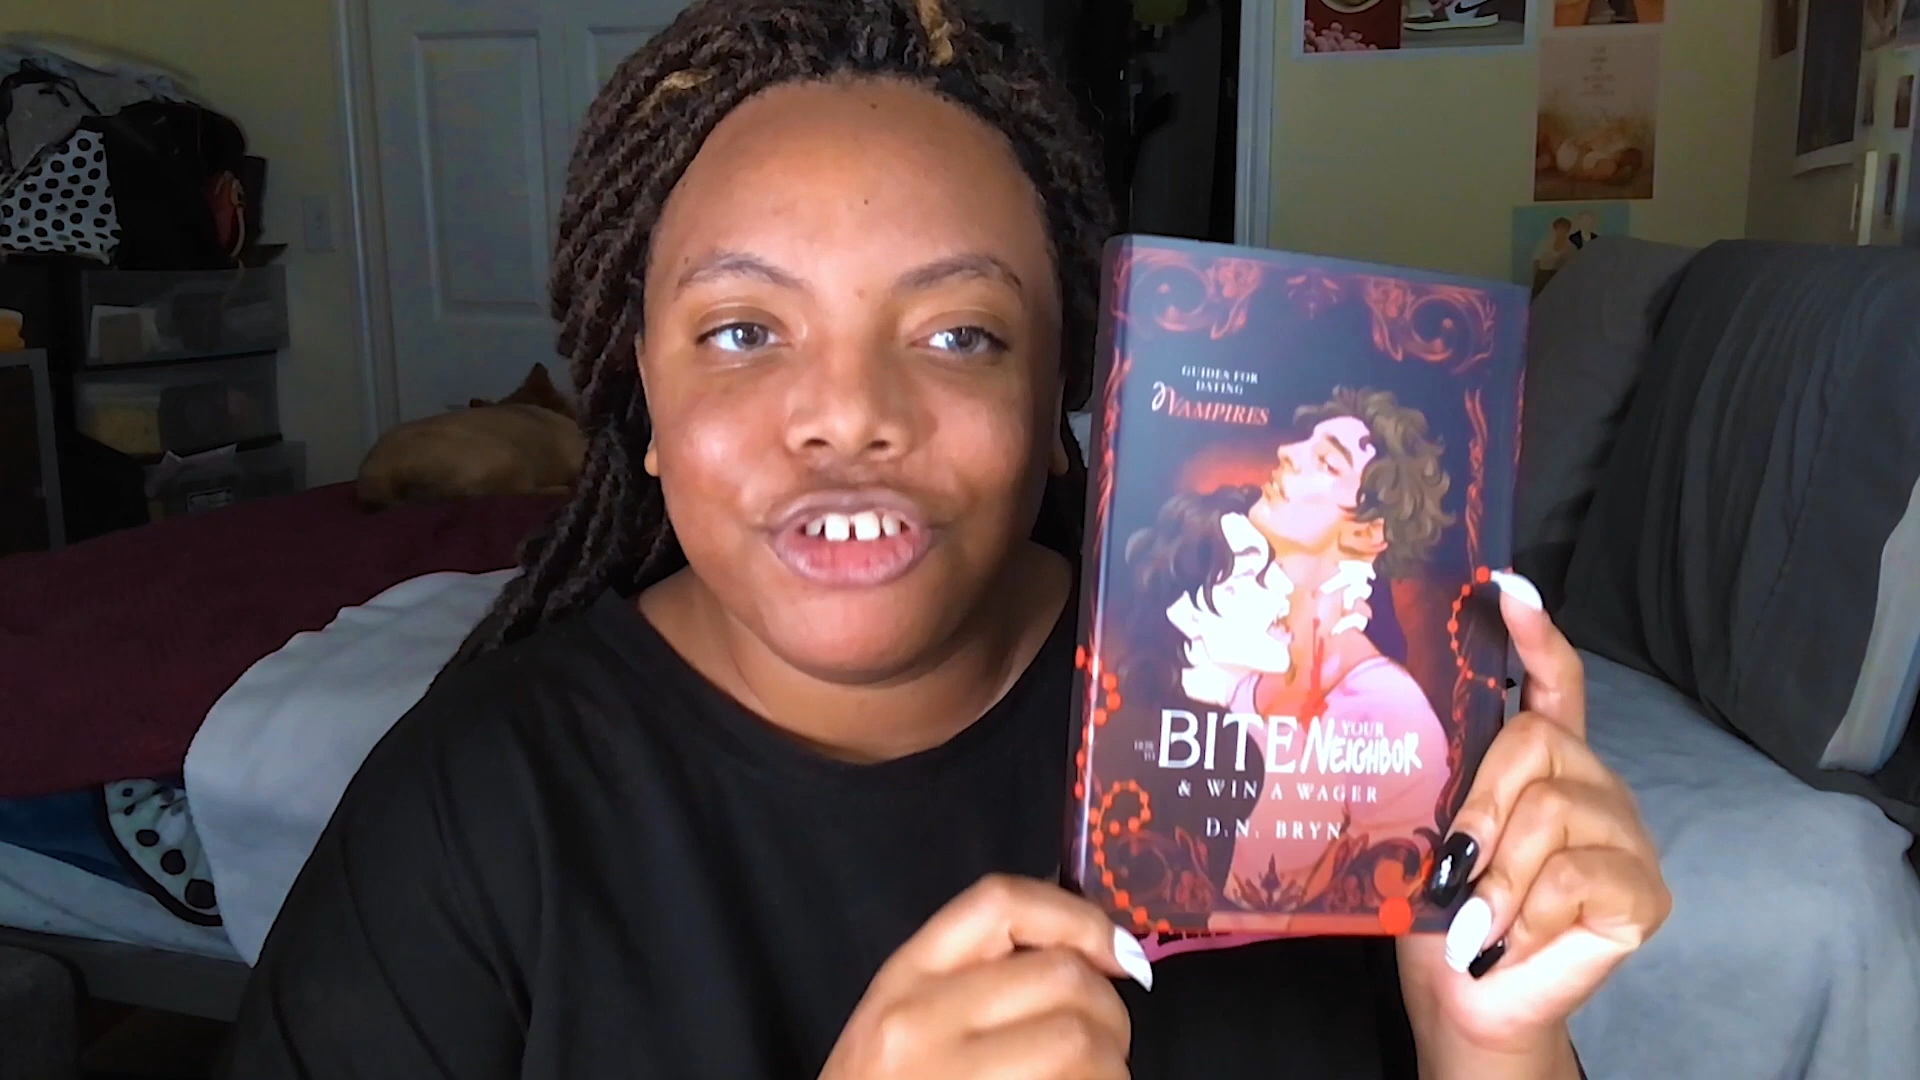 GUIDES FOR
DATING
VAMPIRES
HOW TO BITE YOUR NEIGHBOR
& WIN A WAGER
D.N. BRYN